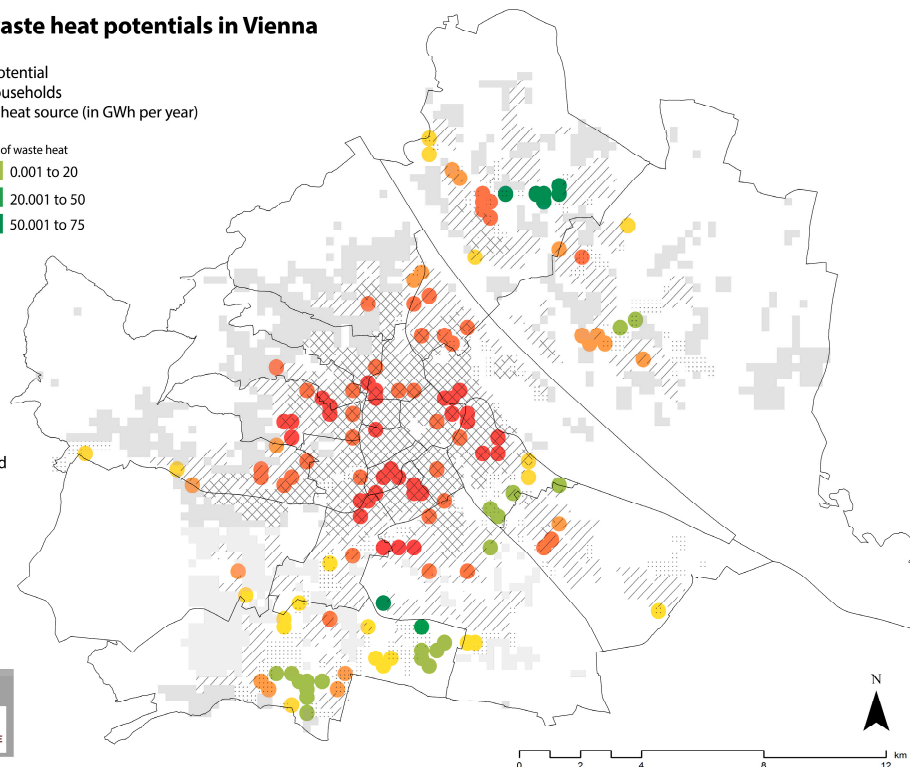 aste heat potentials in Vienna
otential
useholds
heat source (in GWh per year)
of waste heat
0.001 to 20
20.001 to 50
50.001 to 75
d
N
km
0 2 4 8 12
E